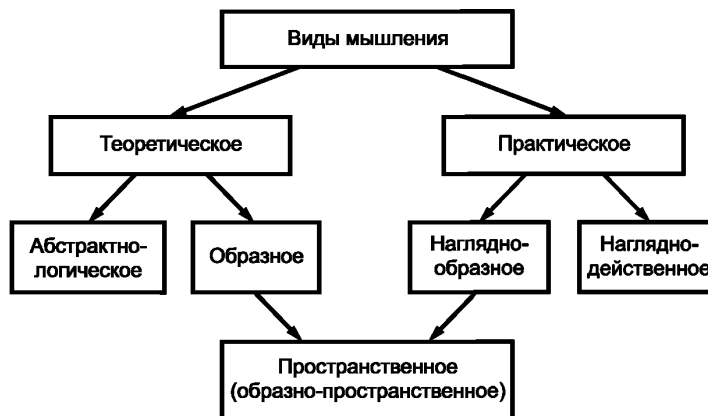 Виды мышления
Теоретическое
Практическое
Абстрактно-
логическое
Образное
Наглядно-
образное
Наглядно-
действенное
Пространственное
(образно-пространственное)